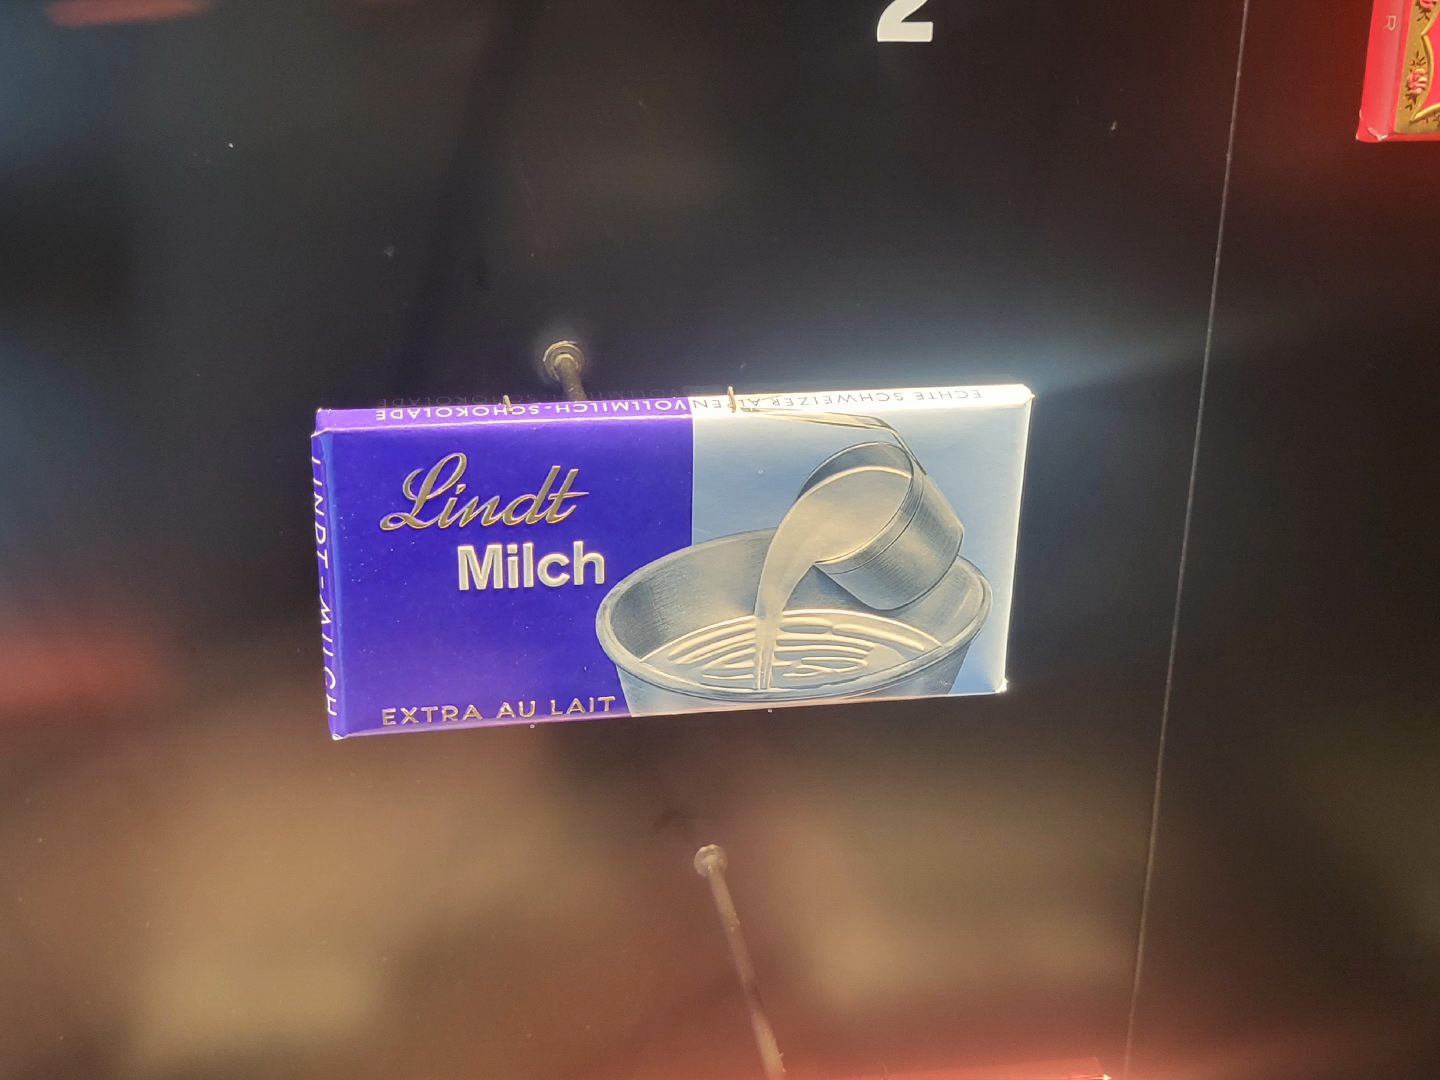 2
R
ECHTE SCHWEIZER ALPEN VOLLMILCH-SCHOKOLADE
Lindt
Milch
EXTRA AU LAIT
LINDT - MILCH